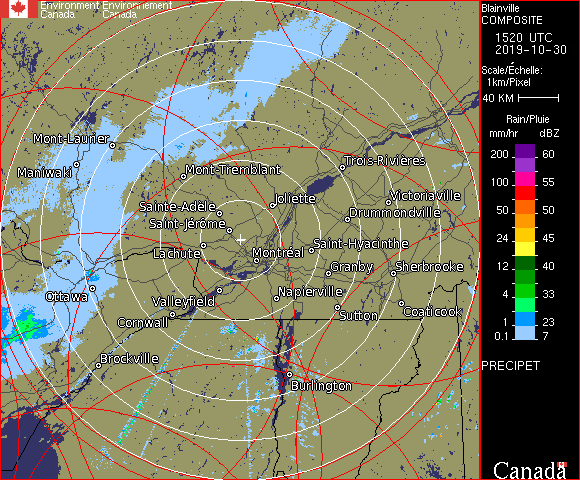 Environment Environnement
Canada Canada
Blainville
COMPOSITE
1520 UTC
2019-10-30
Scale/Échelle:
1km/Pixel
40 KM
Rain/Pluie
mm/hr dBZ
200 60
100 55
50 50
24 45
12 40
4 33
1 23
0.1 7
PRECIPET
Canada
Mont-Laurier
Maniwaki
Mont-Tremblant
Trois-Rivières
Sainte-Adèle
Joliette
Victoriaville
Saint-Jérôme
Drummondville
Lachute
Montréal
Saint-Hyacinthe
Granby
Sherbrooke
Ottawa
Valleyfield
Napierville
Cornwall
Sutton
Coaticook
Brockville
Burlington